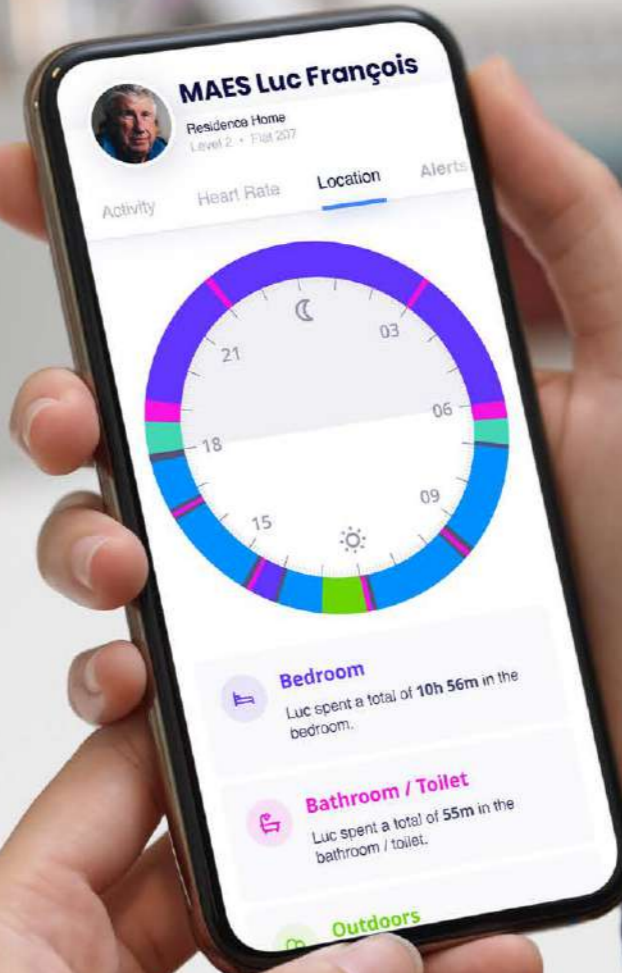 MAES Luc François
Residence Home
Level 2 • Flat 207
Activity
Heart Rate
Location
Alerts
21
03
18
06
15
09
Bedroom
Luc spent a total of 10h 56m in the
bedroom.
Bathroom / Toilet
Luc spent a total of 55m in the
bathroom / toilet.
Outdoors